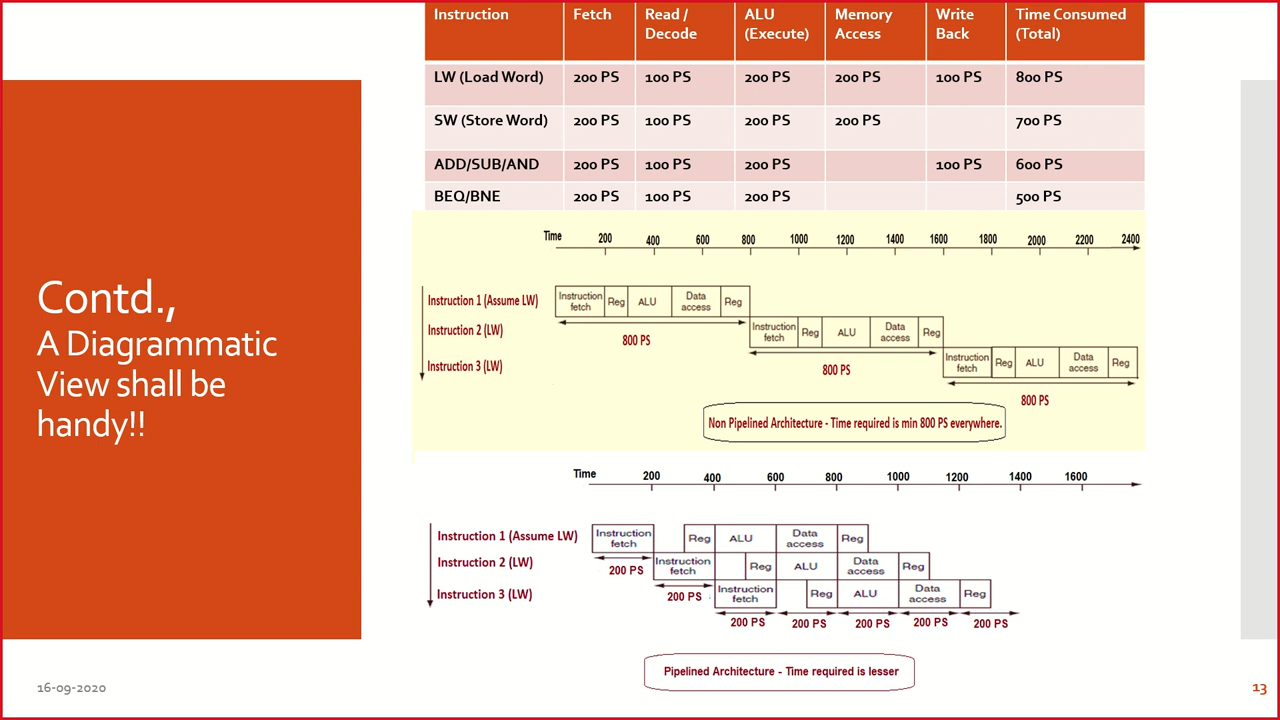 Contd.,
A Diagrammatic
View shall be
handy!!
Instruction Fetch Read / Decode ALU (Execute) Memory Access Write Back Time Consumed (Total)
LW (Load Word) 200 PS 100 PS 200 PS 200 PS 100 PS 800 PS
SW (Store Word) 200 PS 100 PS 200 PS 200 PS 700 PS
ADD/SUB/AND 200 PS 100 PS 200 PS 100 PS 600 PS
BEQ/BNE 200 PS 100 PS 200 PS 500 PS
Time 200 400 600 800 1000 1200 1400 1600 1800 2000 2200 2400
Instruction 1 (Assume LW) Instruction fetch Reg ALU Data access Reg
800 PS
Instruction 2 (LW) Instruction fetch Reg ALU Data access Reg
800 PS
Instruction 3 (LW) Instruction fetch Reg ALU Data access Reg
800 PS
Non Pipelined Architecture - Time required is min 800 PS everywhere.
Time 200 400 600 800 1000 1200 1400 1600
Instruction 1 (Assume LW) Instruction fetch Reg ALU Data access Reg
200 PS
Instruction 2 (LW) Instruction fetch Reg ALU Data access Reg
200 PS
Instruction 3 (LW) Instruction fetch Reg ALU Data access Reg
200 PS 200 PS 200 PS 200 PS 200 PS
Pipelined Architecture - Time required is lesser
16-09-2020
13